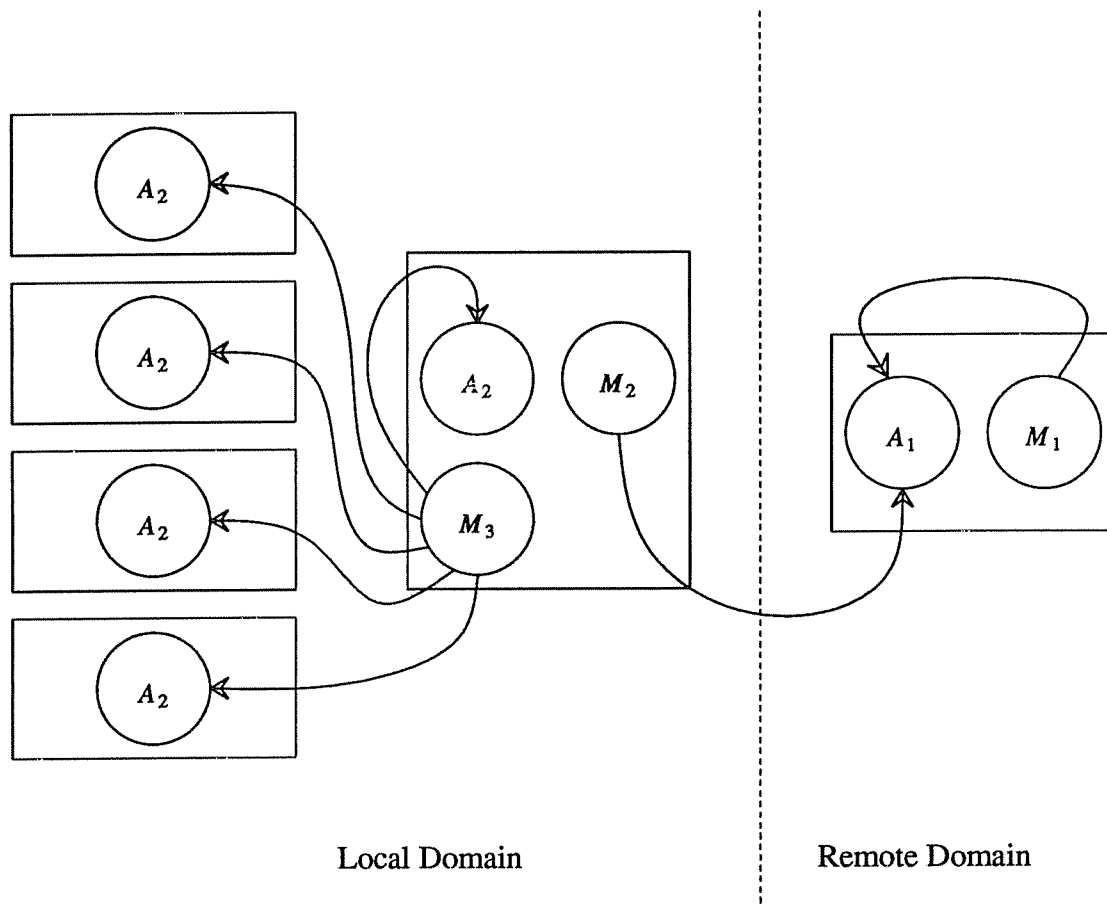 A₂
A₂
A₂ M₂
A₁ M₁
A₂
M₃
A₂
Local Domain
Remote Domain